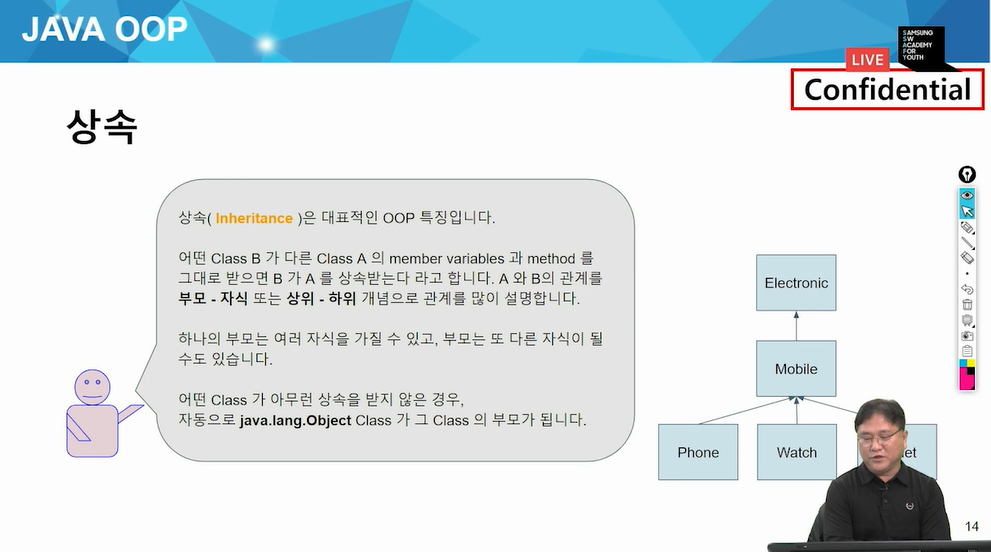 JAVA OOP
SAMSUNG
SW
ACADEMY
FOR
YOUTH
LIVE
Confidential
상속
상속( Inheritance )은 대표적인 OOP 특징입니다.
어떤 Class B 가 다른 Class A 의 member variables 과 method 를
그대로 받으면 B 가 A 를 상속받는다 라고 합니다. A 와 B의 관계를
부모 - 자식 또는 상위 - 하위 개념으로 관계를 많이 설명합니다.
하나의 부모는 여러 자식을 가질 수 있고, 부모는 또 다른 자식이 될
수도 있습니다.
어떤 Class 가 아무런 상속을 받지 않은 경우,
자동으로 java.lang.Object Class 가 그 Class 의 부모가 됩니다.
Electronic
Mobile
Phone
Watch
14